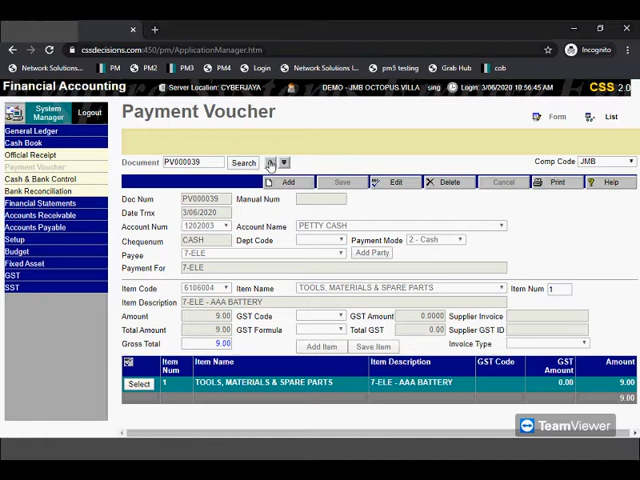 cssdecisions.com:450/pm/ApplicationManager.htm
Incognito
Network Solutions... PM PM2 PM3 PM4 Login Network Solutions l... pm5 testing Grab Hub cob
Financial Accounting Server Location: CYBERJAYA DEMO - JMB OCTOPUS VILLA Login: 3/06/2020 10:56:45 AM CSS 2.0
System Manager Logout
Payment Voucher
Form List
General Ledger
Cash Book
Official Receipt
Payment Voucher
Cash & Bank Control
Bank Reconciliation
Financial Statements
Accounts Receivable
Accounts Payable
Setup
Budget
Fixed Asset
GST
SST
Document PV000039 Search Comp Code JMB
Add Save Edit Delete Cancel Print Help
Doc Num PV000039 Manual Num
Date Trnx 3/06/2020
Account Num 1202003 Account Name PETTY CASH
Chequenum CASH Dept Code Payment Mode 2 - Cash
Payee 7-ELE Add Party
Payment For 7-ELE
Item Code 6106004 Item Name TOOLS, MATERIALS & SPARE PARTS Item Num 1
Item Description 7-ELE - AAA BATTERY
Amount 9.00 GST Code GST Amount 0.0000 Supplier Invoice
Total Amount 9.00 GST Formula Total GST 0.00 Supplier GST ID
Gross Total 9.00 Add Item Save Item Invoice Type
Item Num Item Name Item Description GST Code GST Amount Amount
Select 1 TOOLS, MATERIALS & SPARE PARTS 7-ELE - AAA BATTERY 0.00 9.00
9.00
TeamViewer